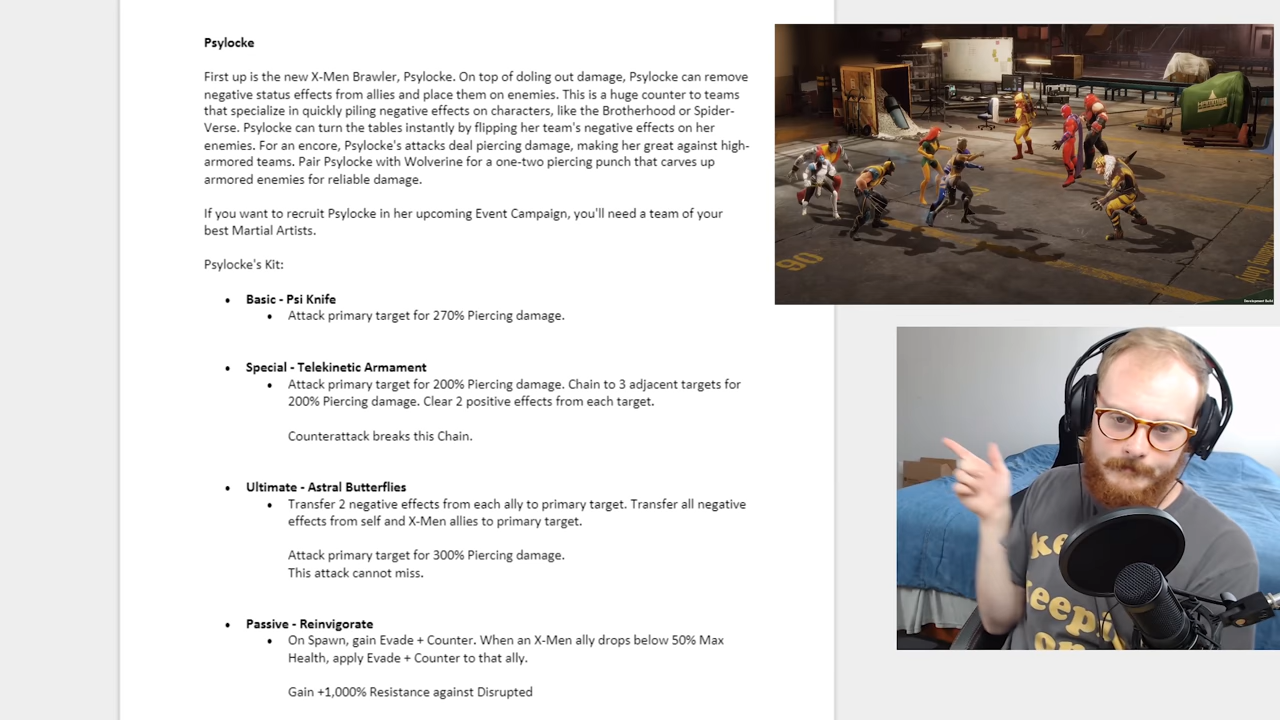 Psylocke
First up is the new X-Men Brawler, Psylocke. On top of doling out damage, Psylocke can remove
negative status effects from allies and place them on enemies. This is a huge counter to teams
that specialize in quickly piling negative effects on characters, like the Brotherhood or Spider-
Verse. Psylocke can turn the tables instantly by flipping her team's negative effects on her
enemies. For an encore, Psylocke's attacks deal piercing damage, making her great against high-
armored teams. Pair Psylocke with Wolverine for a one-two piercing punch that carves up
armored enemies for reliable damage.
If you want to recruit Psylocke in her upcoming Event Campaign, you'll need a team of your
best Martial Artists.
Psylocke's Kit:
• Basic - Psi Knife
• Attack primary target for 270% Piercing damage.
• Special - Telekinetic Armament
• Attack primary target for 200% Piercing damage. Chain to 3 adjacent targets for
200% Piercing damage. Clear 2 positive effects from each target.
Counterattack breaks this Chain.
• Ultimate - Astral Butterflies
• Transfer 2 negative effects from each ally to primary target. Transfer all negative
effects from self and X-Men allies to primary target.
Attack primary target for 300% Piercing damage.
This attack cannot miss.
• Passive - Reinvigorate
• On Spawn, gain Evade + Counter. When an X-Men ally drops below 50% Max
Health, apply Evade + Counter to that ally.
Gain +1,000% Resistance against Disrupted
90
Development Build
ke
keepi
on